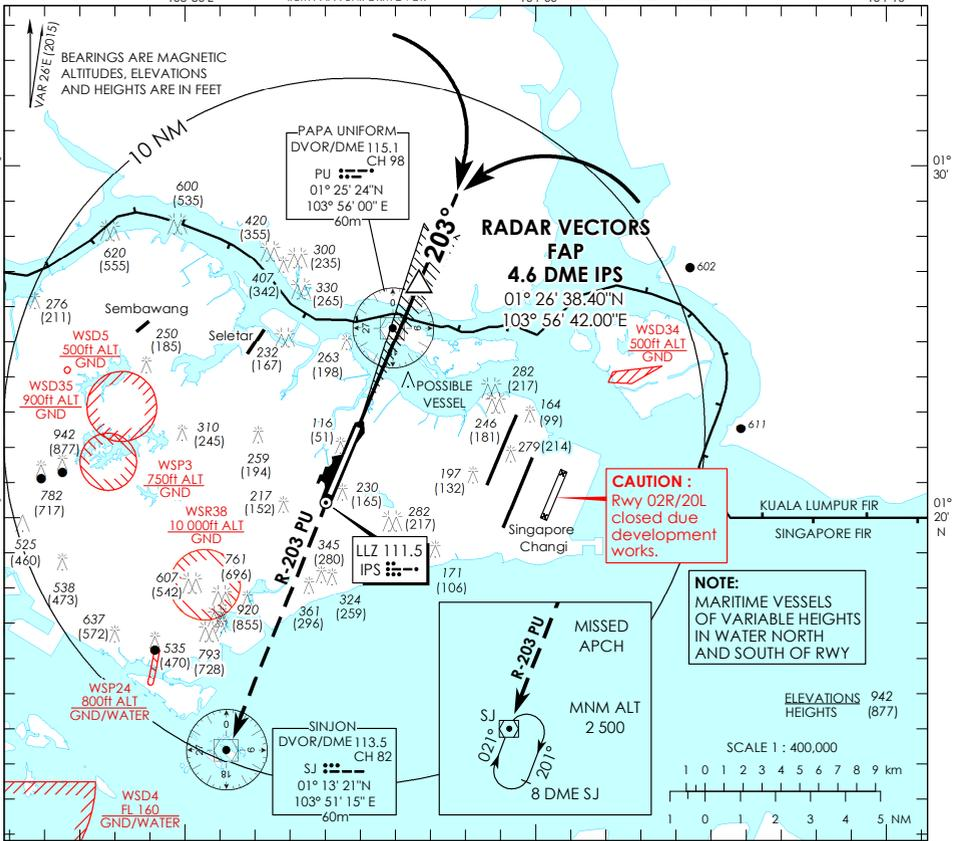 VAR 26'E (2015)
BEARINGS ARE MAGNETIC
ALTITUDES, ELEVATIONS
AND HEIGHTS ARE IN FEET
10 NM
PAPA UNIFORM
DVOR/DME 115.1
CH 98
PU
01° 25' 24"N
103° 56' 00" E
60m
203°
RADAR VECTORS
FAP
4.6 DME IPS
01° 26' 38.40"N
103° 56' 42.00"E
01°
30'
600
(535)
620
(555)
420
(355)
300
(235)
407
(342)
330
(265)
276
(211)
602
Sembawang
250
(185)
Seletar
232
(167)
263
(198)
WSD5
500ft ALT
GND
WSD35
900ft ALT
GND
WSD34
500ft ALT
GND
POSSIBLE
VESSEL
282
(217)
246
(181)
164
(99)
279(214)
611
942
(877)
782
(717)
310
(245)
259
(194)
116
(51)
230
(165)
197
(132)
WSP3
750ft ALT
GND
217
(152)
282
(217)
WSR38
10 000ft ALT
GND
CAUTION :
Rwy 02R/20L
closed due
development
works.
KUALA LUMPUR FIR
SINGAPORE FIR
01°
20'
N
Singapore
Changi
525
(460)
538
(473)
607
(542)
761
(696)
345
(280)
R-203 PU
LLZ 111.5
IPS
171
(106)
324
(259)
361
(296)
920
(855)
637
(572)
535
(470)
793
(728)
WSP24
800ft ALT
GND/WATER
NOTE:
MARITIME VESSELS
OF VARIABLE HEIGHTS
IN WATER NORTH
AND SOUTH OF RWY
R-203 PU
MISSED
APCH
MNM ALT
2 500
SJ
021°
201°
8 DME SJ
ELEVATIONS 942
HEIGHTS (877)
SINJON
DVOR/DME 113.5
CH 82
SJ
01° 13' 21"N
103° 51' 15" E
60m
WSD4
FL 160
GND/WATER
SCALE 1 : 400,000
1 0 1 2 3 4 5 6 7 8 9 km
1 0 1 2 3 4 5 NM